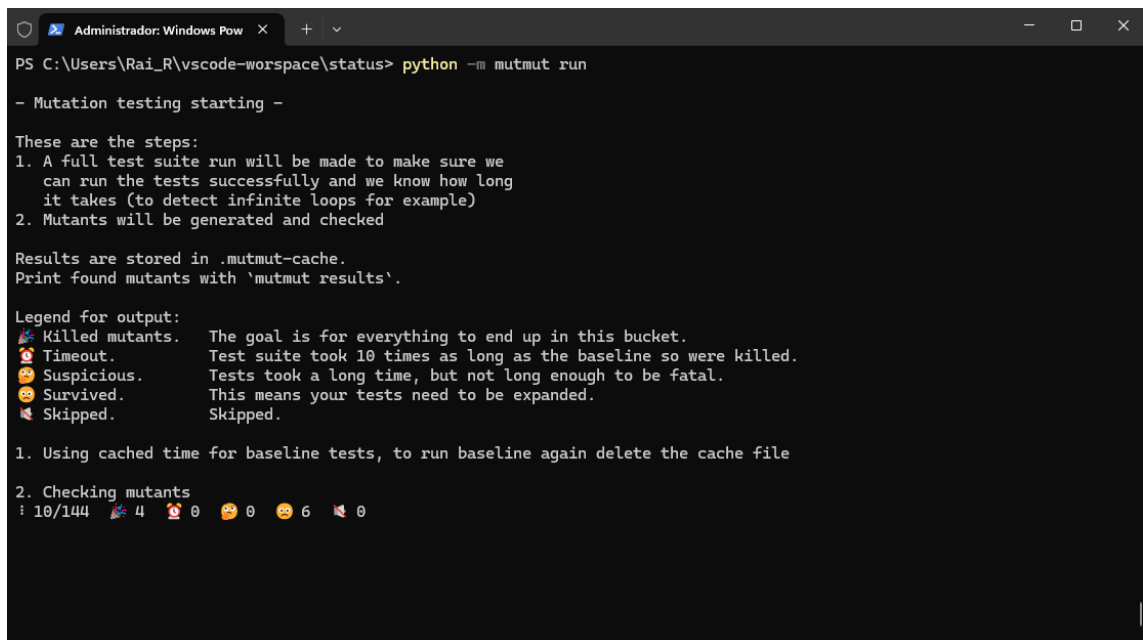 Administrador: Windows Pow
PS C:\Users\Rai_R\vscode-worspace\status> python -m mutmut run
- Mutation testing starting -
These are the steps:
1. A full test suite run will be made to make sure we
can run the tests successfully and we know how long
it takes (to detect infinite loops for example)
2. Mutants will be generated and checked
Results are stored in .mutmut-cache.
Print found mutants with `mutmut results`.
Legend for output:
🎉 Killed mutants. The goal is for everything to end up in this bucket.
⏰ Timeout. Test suite took 10 times as long as the baseline so were killed.
🤔 Suspicious. Tests took a long time, but not long enough to be fatal.
🙁 Survived. This means your tests need to be expanded.
🔇 Skipped. Skipped.
1. Using cached time for baseline tests, to run baseline again delete the cache file
2. Checking mutants
⠸ 10/144 🎉 4 ⏰ 0 🤔 0 🙁 6 🔇 0